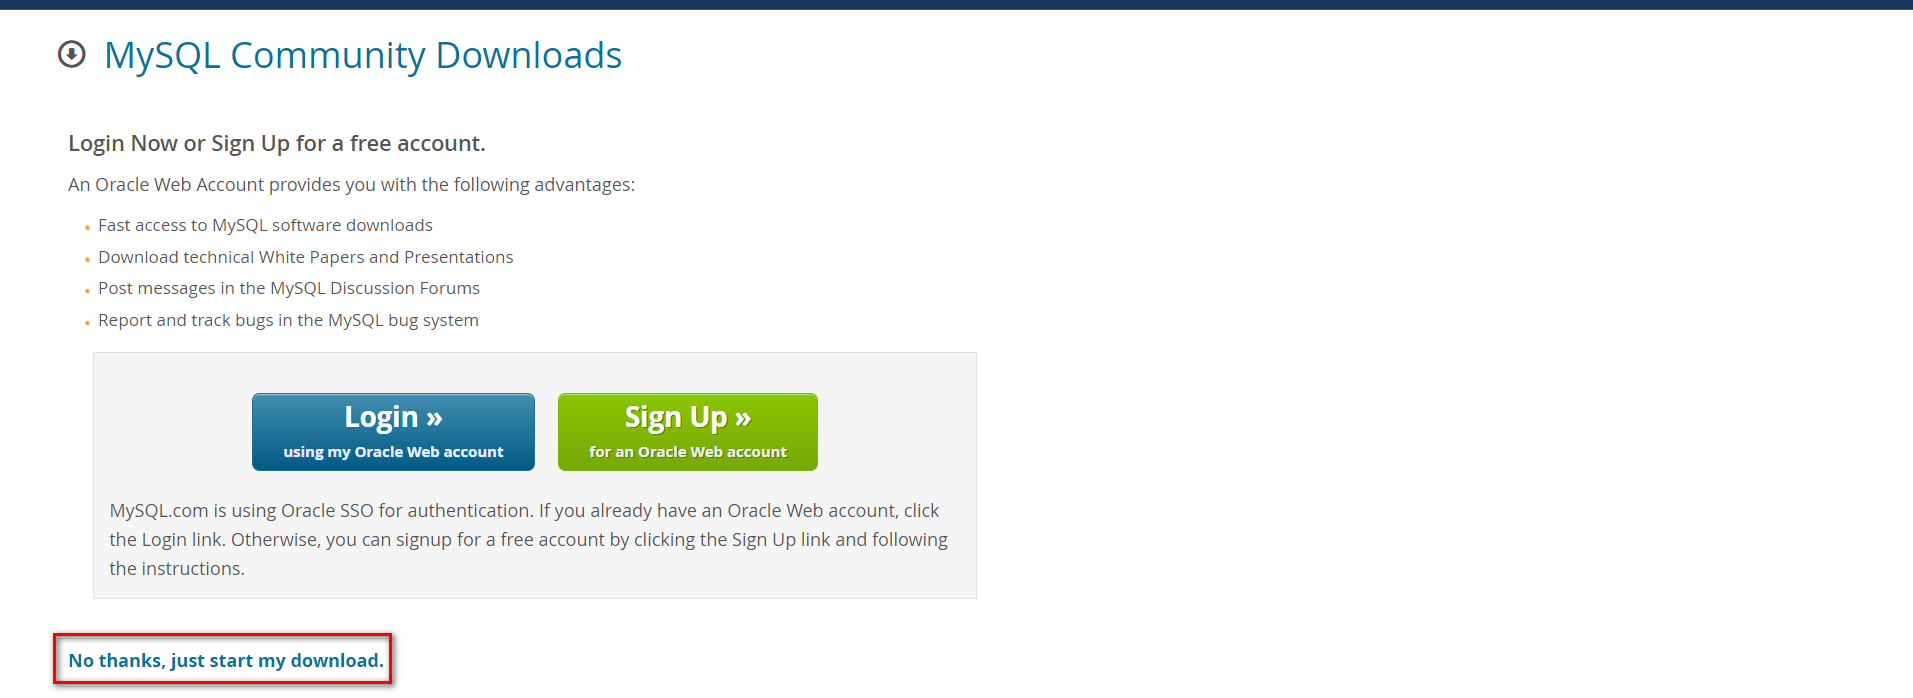 MySQL Community Downloads
Login Now or Sign Up for a free account.
An Oracle Web Account provides you with the following advantages:
Fast access to MySQL software downloads
Download technical White Papers and Presentations
Post messages in the MySQL Discussion Forums
Report and track bugs in the MySQL bug system
Login »
using my Oracle Web account
Sign Up »
for an Oracle Web account
MySQL.com is using Oracle SSO for authentication. If you already have an Oracle Web account, click
the Login link. Otherwise, you can signup for a free account by clicking the Sign Up link and following
the instructions.
No thanks, just start my download.